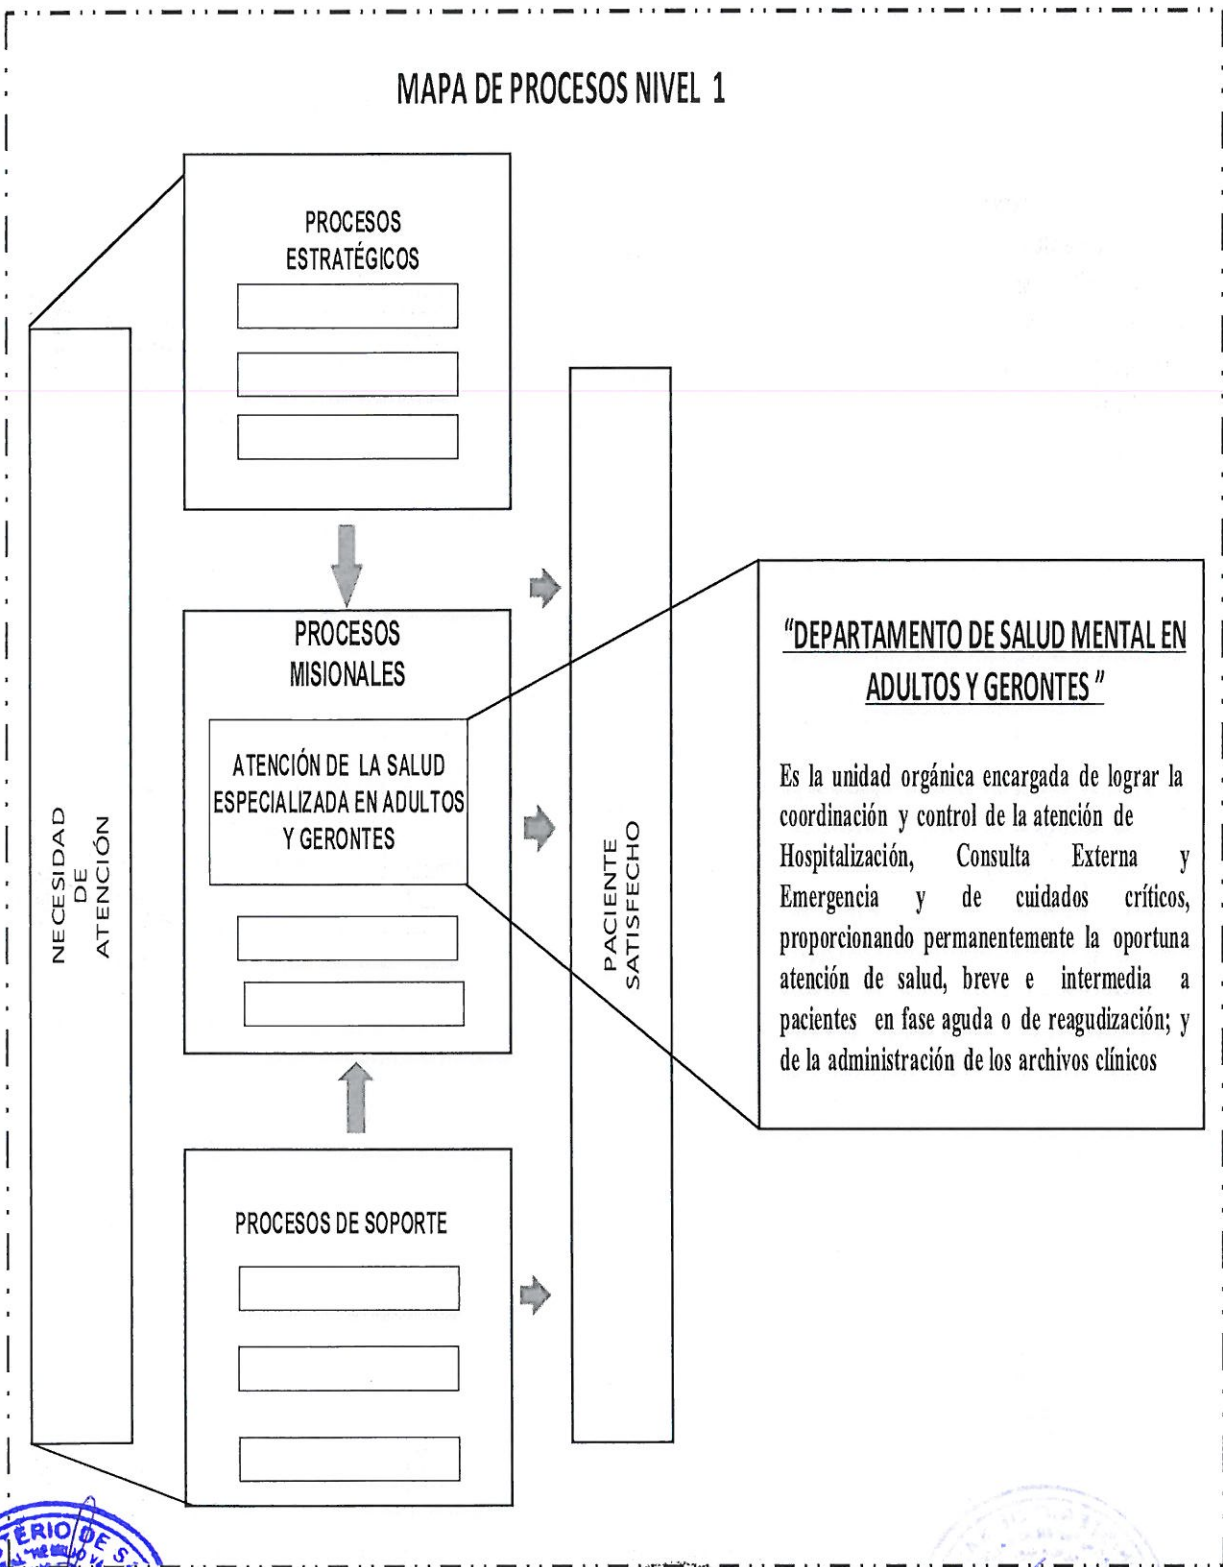 MAPA DE PROCESOS NIVEL 1
PROCESOS
ESTRATÉGICOS
NECESIDAD
DE
ATENCIÓN
PROCESOS
MISIONALES
ATENCIÓN DE LA SALUD
ESPECIALIZADA EN ADULTOS
Y GERONTES
PACIENTE
SATISFECHO
"DEPARTAMENTO DE SALUD MENTAL EN
ADULTOS Y GERONTES"
Es la unidad orgánica encargada de lograr la
coordinación y control de la atención de
Hospitalización, Consulta Externa y
Emergencia y de cuidados críticos,
proporcionando permanentemente la oportuna
atención de salud, breve e intermedia a
pacientes en fase aguda o de reagudización; y
de la administración de los archivos clínicos
PROCESOS DE SOPORTE